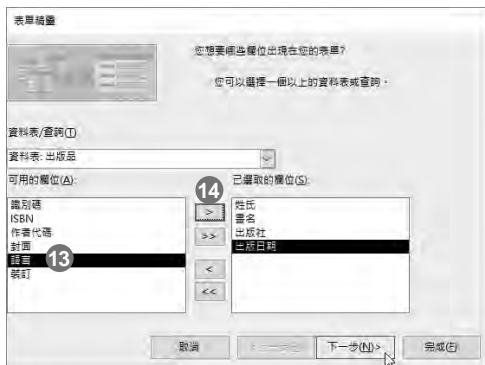 表單精靈
您想要哪些欄位出現在您的表單?
您可以選擇一個以上的資料表或查詢。
資料表/查詢(T)
資料表: 出版品
可用的欄位(A):
已選取的欄位(S):
識別碼
ISBN
作者代碼
封面
語言
裝訂
13
14
>
>>
<
<<
姓氏
書名
出版社
出版日期
取消
下一步(N)>
完成(F)